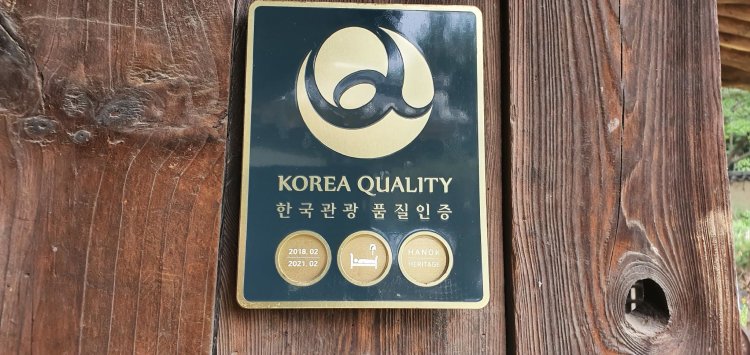 KOREA QUALITY
한국관광 품질인증
2018. 02
2021. 02
HANOK
HERITAGE